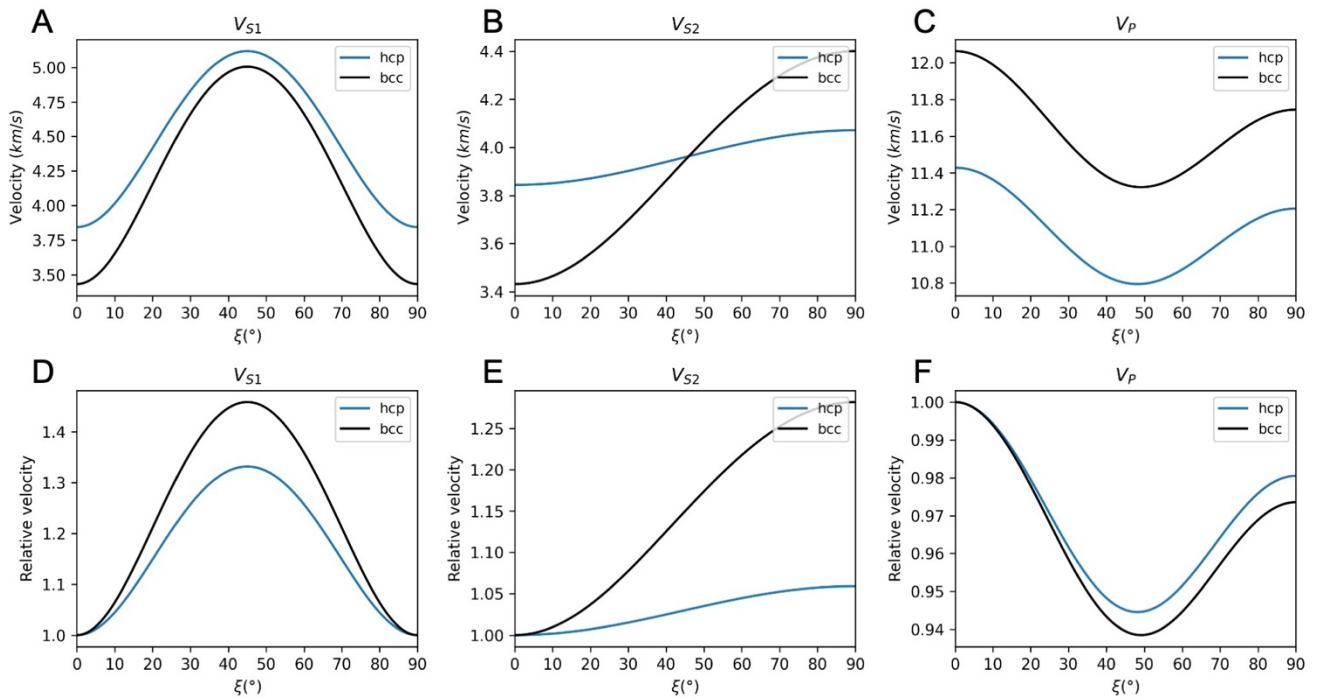 A
V_{S1}
Velocity (km/s)
5.00
4.75
4.50
4.25
4.00
3.75
3.50
hcp
bcc
0 10 20 30 40 50 60 70 80 90
ξ(°)
B
V_{S2}
Velocity (km/s)
4.4
4.2
4.0
3.8
3.6
3.4
hcp
bcc
0 10 20 30 40 50 60 70 80 90
ξ(°)
C
V_P
Velocity (km/s)
12.0
11.8
11.6
11.4
11.2
11.0
10.8
hcp
bcc
0 10 20 30 40 50 60 70 80 90
ξ(°)
D
V_{S1}
Relative velocity
1.4
1.3
1.2
1.1
1.0
hcp
bcc
0 10 20 30 40 50 60 70 80 90
ξ(°)
E
V_{S2}
Relative velocity
1.25
1.20
1.15
1.10
1.05
1.00
hcp
bcc
0 10 20 30 40 50 60 70 80 90
ξ(°)
F
V_P
Relative velocity
1.00
0.99
0.98
0.97
0.96
0.95
0.94
hcp
bcc
0 10 20 30 40 50 60 70 80 90
ξ(°)